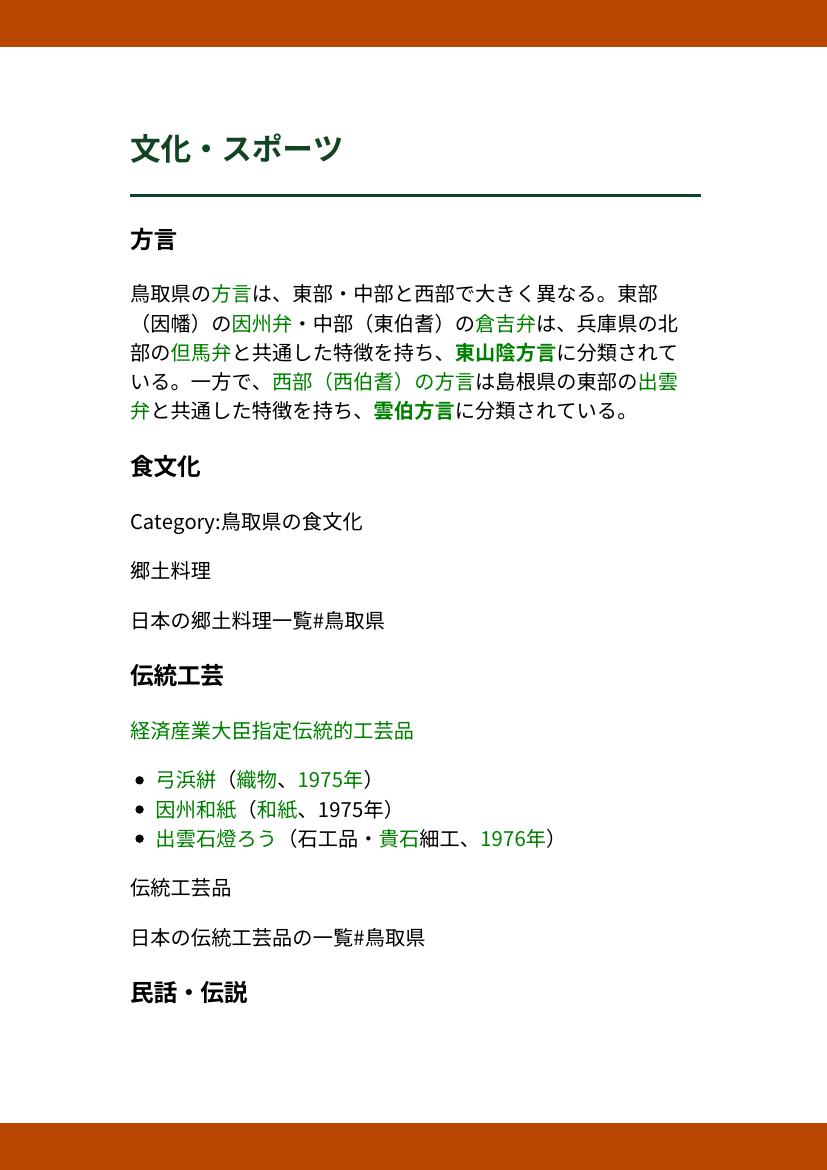 文化・スポーツ
方言
鳥取県の方言は、東部・中部と西部で大きく異なる。東部
（因幡）の因州弁・中部（東伯耆）の倉吉弁は、兵庫県の北
部の但馬弁と共通した特徴を持ち、東山陰方言に分類されて
いる。一方で、西部（西伯耆）の方言は島根県の東部の出雲
弁と共通した特徴を持ち、雲伯方言に分類されている。
食文化
Category:鳥取県の食文化
郷土料理
日本の郷土料理一覧#鳥取県
伝統工芸
経済産業大臣指定伝統的工芸品
• 弓浜絣（織物、1975年）
• 因州和紙（和紙、1975年）
• 出雲石燈ろう（石工品・貴石細工、1976年）
伝統工芸品
日本の伝統工芸品の一覧#鳥取県
民話・伝説